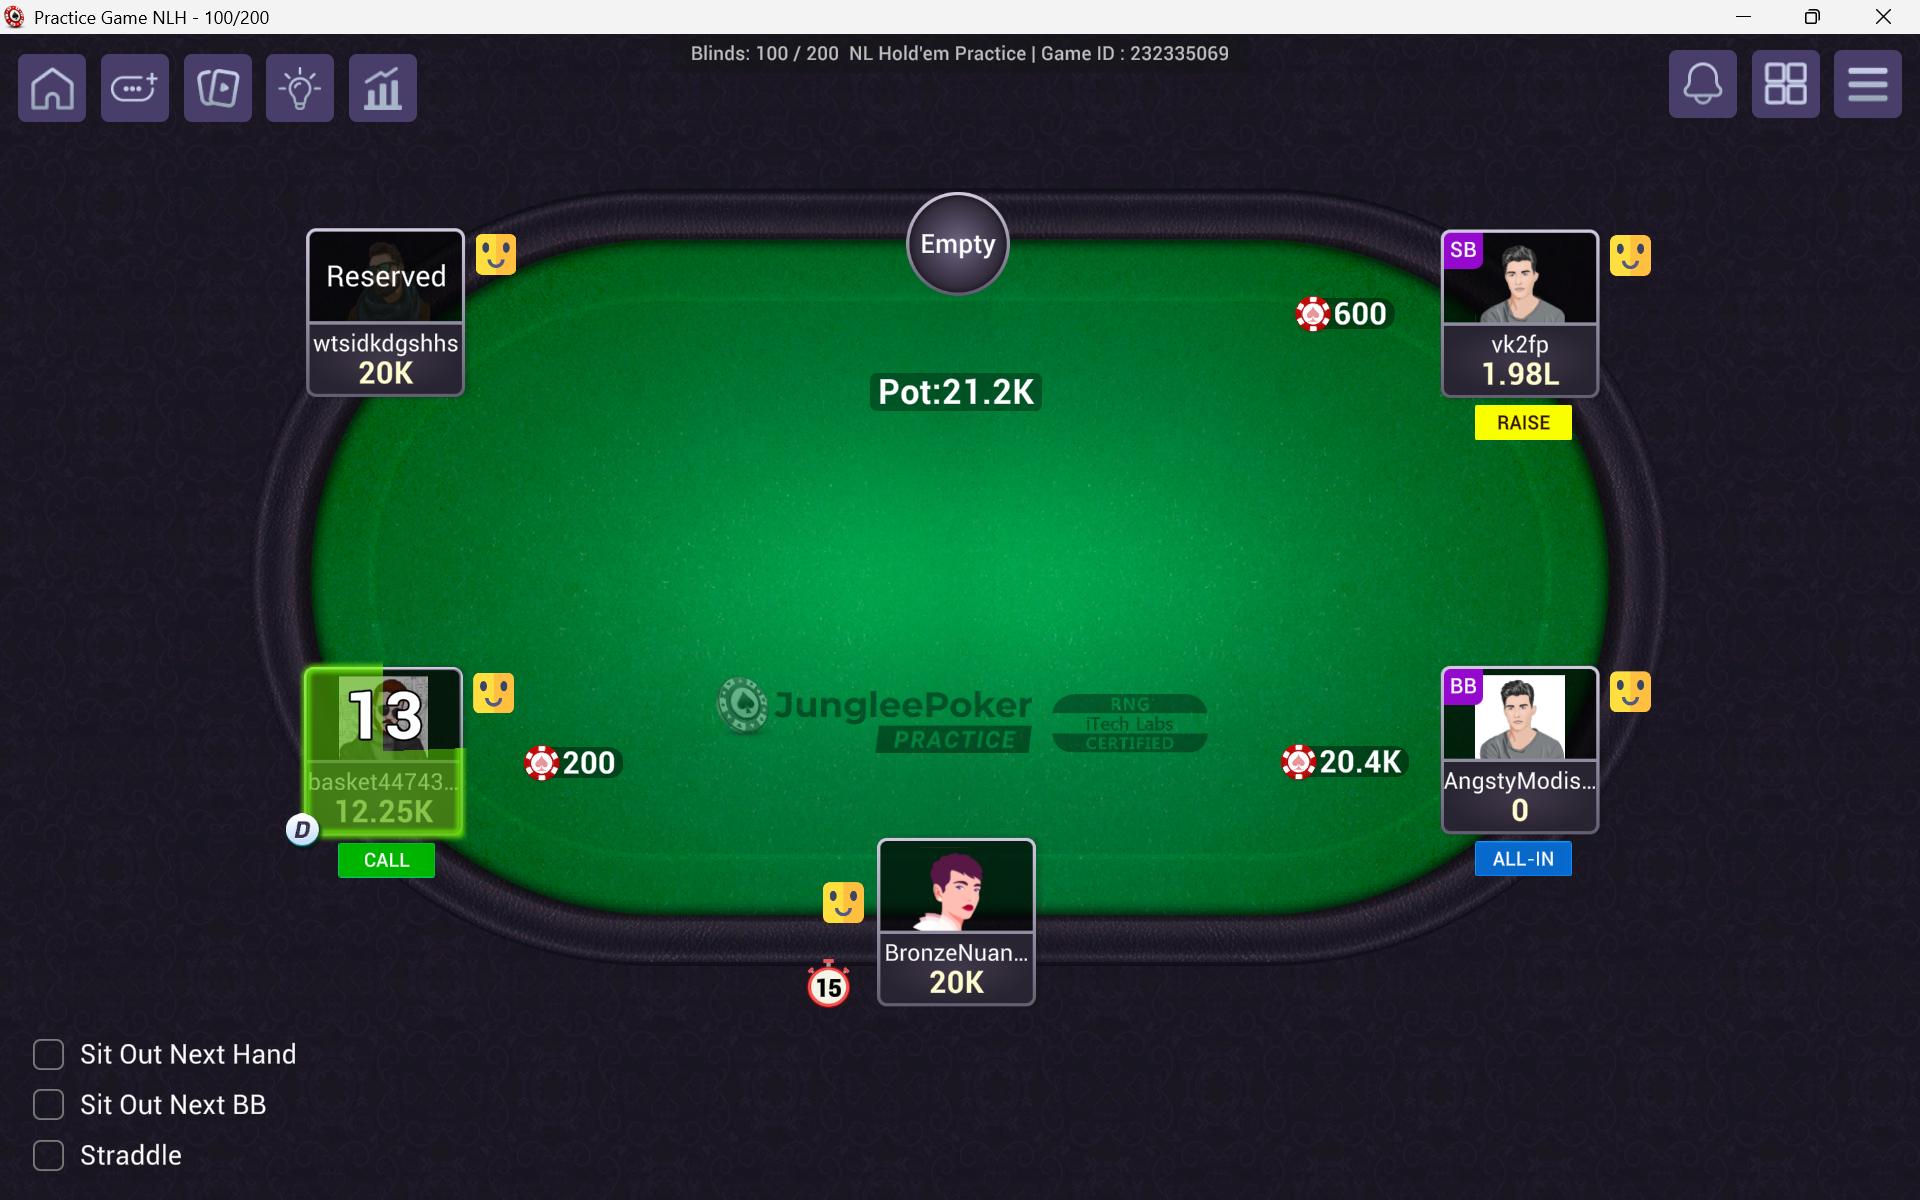 Practice Game NLH - 100/200
Blinds: 100 / 200 NL Hold'em Practice | Game ID : 232335069
Empty
Reserved
wtsidkdgshhs
20K
SB
vk2fp
1.98L
RAISE
600
Pot:21.2K
13
basket44743...
12.25K
D
CALL
200
JungleePoker
PRACTICE
RNG
iTech Labs
CERTIFIED
20.4K
BB
AngstyModis...
0
ALL-IN
BronzeNuan...
20K
15
Sit Out Next Hand
Sit Out Next BB
Straddle